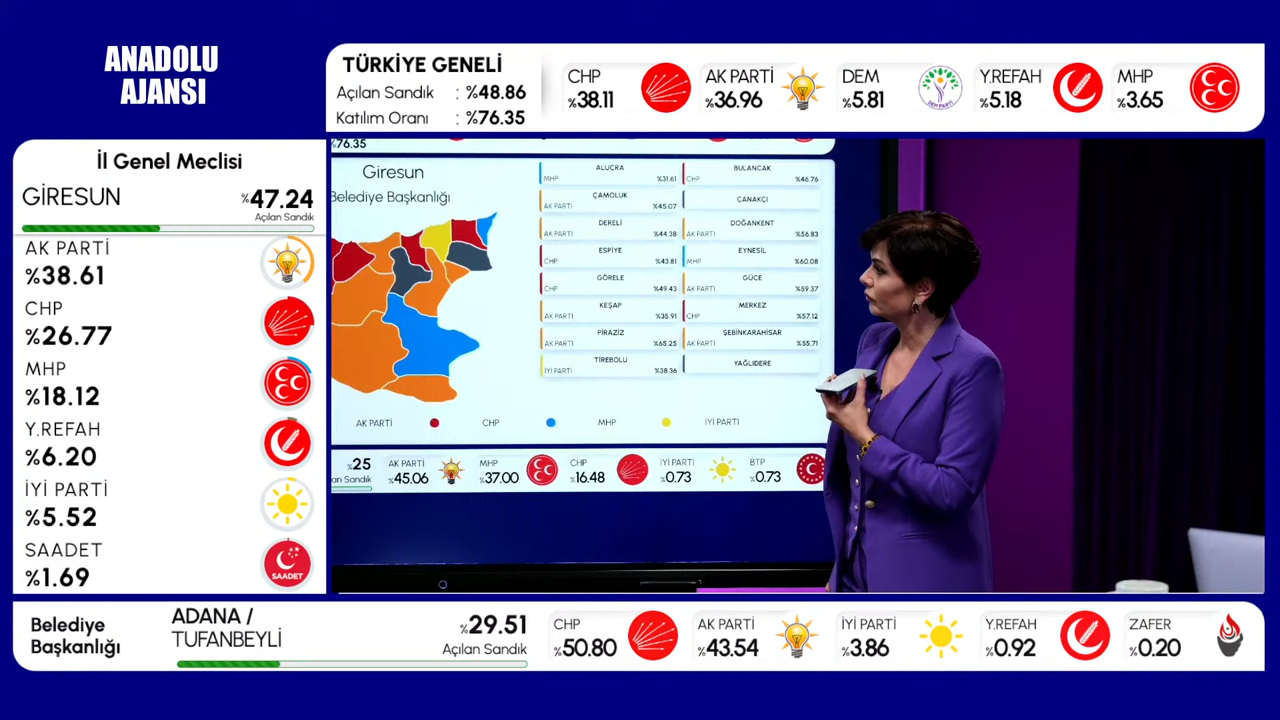 ANADOLU
AJANSI
TÜRKİYE GENELİ
Açılan Sandık : %48.86
Katılım Oranı : %76.35
CHP
%38.11
AK PARTİ
%36.96
DEM
%5.81
DEM PARTİ
Y.REFAH
%5.18
MHP
%3.65
İl Genel Meclisi
GİRESUN
%47.24
Açılan Sandık
AK PARTİ
%38.61
CHP
%26.77
MHP
%18.12
Y.REFAH
%6.20
İYİ PARTİ
%5.52
SAADET
%1.69
SAADET
%76.35
Giresun
Belediye Başkanlığı
ALUCRA
MHP %31.61
ÇAMOLUK
AK PARTİ %45.07
DERELİ
AK PARTİ %44.38
ESPİYE
CHP %43.81
GÖRELE
CHP %49.43
KEŞAP
AK PARTİ %35.91
PİRAZİZ
AK PARTİ %65.25
TİREBOLU
İYİ PARTİ %38.36
BULANCAK
CHP %46.76
ÇANAKÇI
DOĞANKENT
AK PARTİ %56.83
EYNESİL
MHP %60.08
GÜCE
AK PARTİ %59.37
MERKEZ
CHP %57.12
ŞEBİNKARAHİSAR
AK PARTİ %55.71
YAĞLIDERE
AK PARTİ CHP MHP İYİ PARTİ
%25
an Sandık
AK PARTİ
%45.06
MHP
%37.00
CHP
%16.48
İYİ PARTİ
%0.73
BTP
%0.73
Belediye
Başkanlığı
ADANA /
TUFANBEYLİ
%29.51
Açılan Sandık
CHP
%50.80
AK PARTİ
%43.54
İYİ PARTİ
%3.86
Y.REFAH
%0.92
ZAFER
%0.20